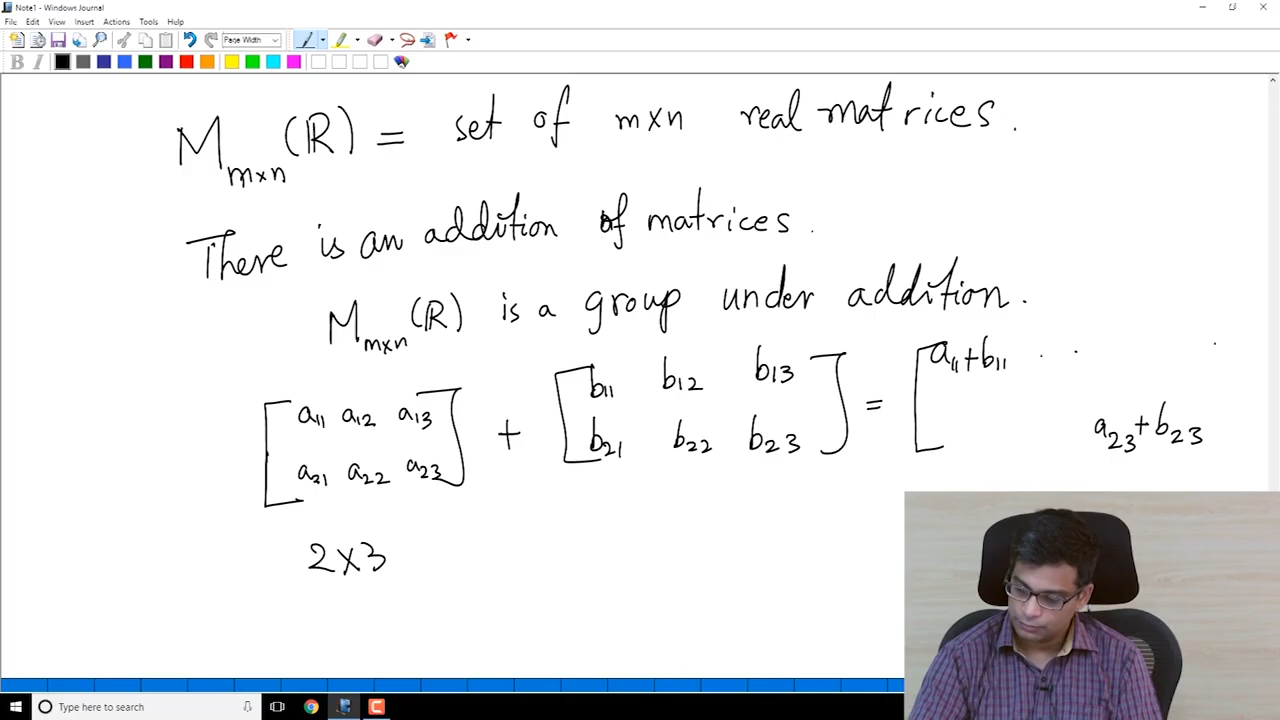 Note1 - Windows Journal
File Edit View Insert Actions Tools Help
Page Width
B I
M_{m×n}(ℝ) = set of m×n real matrices.
There is an addition of matrices.
M_{m×n}(ℝ) is a group under addition.
[a₁₁ a₁₂ a₁₃] + [b₁₁ b₁₂ b₁₃] = [a₁₁+b₁₁ . . .
[a₂₁ a₂₂ a₂₃] [b₂₁ b₂₂ b₂₃] [ a₂₃+b₂₃
2×3
Type here to search